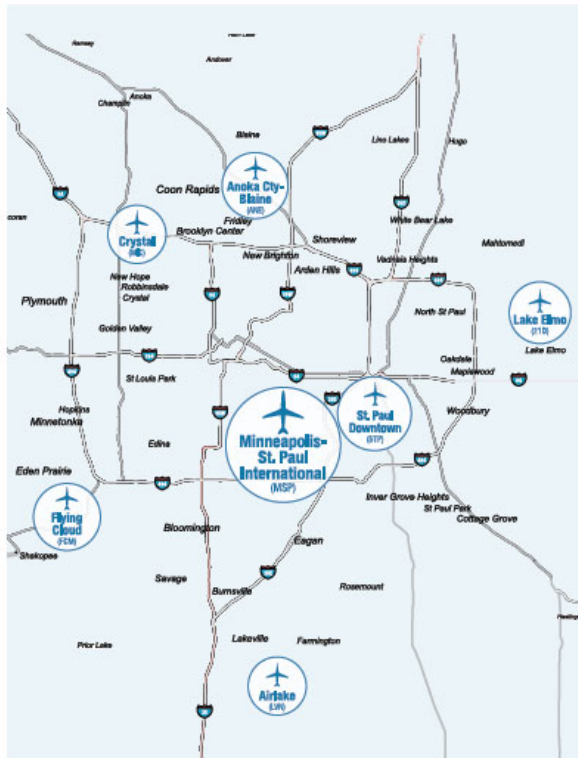 Ramsey
Andover
Anoka
Champlin
Blaine
Lino Lakes
Hugo
Anoka Cty-
Blaine
(ANE)
Coon Rapids
Fridley
White Bear Lake
Crystal
Brooklyn Center
Shoreview
Mahtomedi
New Brighton
Vadnais Heights
Arden Hills
New Hope
Robbinsdale
Crystal
Plymouth
North St Paul
Lake Elmo
(21D)
Golden Valley
Lake Elmo
Oakdale
Maplewood
St Louis Park
Hopkins
Minnetonka
Woodbury
St. Paul
Downtown
(STP)
Edina
Minneapolis-
St. Paul
International
(MSP)
Eden Prairie
Inver Grove Heights
St Paul Park
Cottage Grove
Flying
Cloud
(FCM)
Bloomington
Eagan
Shakopee
Savage
Burnsville
Rosemount
Lakeville
Farmington
Prior Lake
Airlake
(LVN)